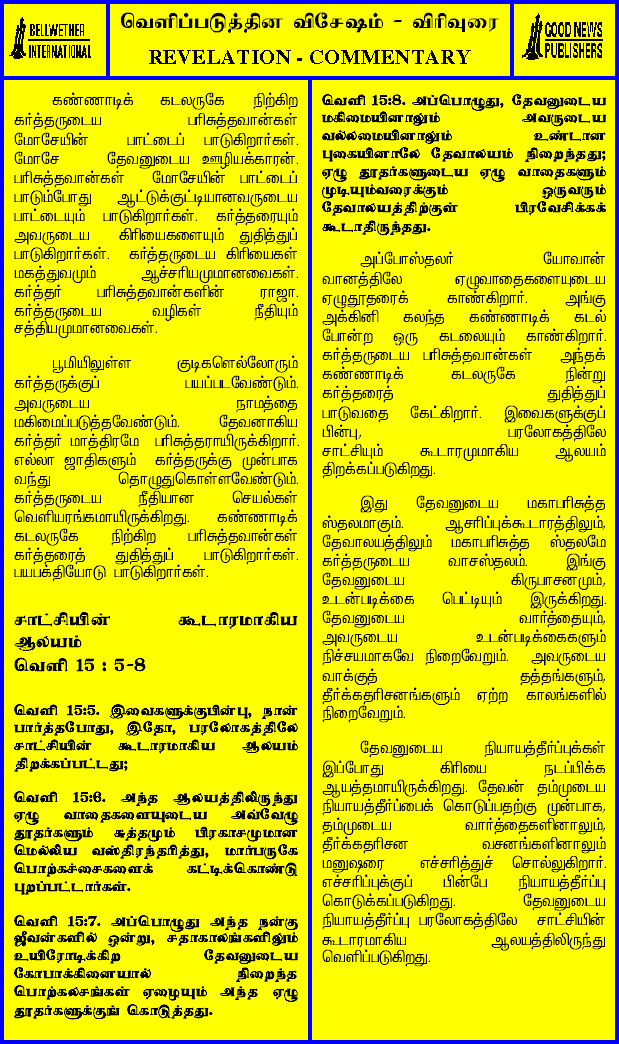 BELLWETHER
INTERNATIONAL
வெளிப்படுத்தின விசேஷம் - விரிவுரை
REVELATION - COMMENTARY
GOOD NEWS
PUBLISHERS
கண்ணாடிக் கடலருகே நிற்கிற
கர்த்தருடைய பரிசுத்தவான்கள்
மோசேயின் பாட்டைப் பாடுகிறார்கள்.
மோசே தேவனுடைய ஊழியக்காரன்.
பரிசுத்தவான்கள் மோசேயின் பாட்டைப்
பாடும்போது ஆட்டுக்குட்டியானவருடைய
பாட்டையும் பாடுகிறார்கள். கர்த்தரையும்
அவருடைய கிரியைகளையும் துதித்துப்
பாடுகிறார்கள். கர்த்தருடைய கிரியைகள்
மகத்துவமும் ஆச்சரியமுமானவைகள்.
கர்த்தர் பரிசுத்தவான்களின் ராஜா.
கர்த்தருடைய வழிகள் நீதியும்
சத்தியமுமானவைகள்.
பூமியிலுள்ள குடிகளெல்லோரும்
கர்த்தருக்குப் பயப்படவேண்டும்.
அவருடைய நாமத்தை
மகிமைப்படுத்தவேண்டும். தேவனாகிய
கர்த்தர் மாத்திரமே பரிசுத்தராயிருக்கிறார்.
எல்லா ஜாதிகளும் கர்த்தருக்கு முன்பாக
வந்து தொழுதுகொள்ளவேண்டும்.
கர்த்தருடைய நீதியான செயல்கள்
வெளியரங்கமாயிருக்கிறது. கண்ணாடிக்
கடலருகே நிற்கிற பரிசுத்தவான்கள்
கர்த்தரைத் துதித்துப் பாடுகிறார்கள்.
பயபக்தியோடு பாடுகிறார்கள்.
சாட்சியின் கூடாரமாகிய
ஆலயம்
வெளி 15 : 5-8
வெளி 15:5. இவைகளுக்குபின்பு, நான்
பார்த்தபோது, இதோ, பரலோகத்திலே
சாட்சியின் கூடாரமாகிய ஆலயம்
திறக்கப்பட்டது;
வெளி 15:6. அந்த ஆலயத்திலிருந்து
ஏழு வாதைகளையுடைய அவ்வேழு
தூதர்களும் சுத்தமும் பிரகாசமுமான
மெல்லிய வஸ்திரந்தரித்து, மார்பருகே
பொற்கச்சைகளைக் கட்டிக்கொண்டு
புறப்பட்டார்கள்.
வெளி 15:7. அப்பொழுது அந்த நன்கு
ஜீவன்களில் ஒன்று, சதாகாலங்களிலும்
உயிரோடிக்கிற தேவனுடைய
கோபாக்கினையால் நிறைந்த
பொற்கலசங்கள் ஏழையும் அந்த ஏழு
தூதர்களுக்குங் கொடுத்தது.
வெளி 15:8. அப்பொழுது, தேவனுடைய
மகிமையினாலும் அவருடைய
வல்லமையினாலும் உண்டான
புகையினாலே தேவாலயம் நிறைந்தது;
ஏழு தூதர்களுடைய ஏழு வாதைகளும்
முடியும்வரைக்கும் ஒருவரும்
தேவாலயத்திற்குள் பிரவேசிக்கக்
கூடாதிருந்தது.
அப்போஸ்தலர் யோவான்
வானத்திலே ஏழுவாதைகளையுடைய
ஏழுதூதரைக் காண்கிறார். அங்கு
அக்கினி கலந்த கண்ணாடிக் கடல்
போன்ற ஒரு கடலையும் காண்கிறார்.
கர்த்தருடைய பரிசுத்தவான்கள் அந்தக்
கண்ணாடிக் கடலருகே நின்று
கர்த்தரைத் துதித்துப்
பாடுவதை கேட்கிறார். இவைகளுக்குப்
பின்பு, பரலோகத்திலே
சாட்சியும் கூடாரமுமாகிய ஆலயம்
திறக்கப்படுகிறது.
இது தேவனுடைய மகாபரிசுத்த
ஸ்தலமாகும். ஆசரிப்புக்கூடாரத்திலும்,
தேவாலயத்திலும் மகாபரிசுத்த ஸ்தலமே
கர்த்தருடைய வாசஸ்தலம். இங்கு
தேவனுடைய கிருபாசனமும்,
உடன்படிக்கை பெட்டியும் இருக்கிறது.
தேவனுடைய வார்த்தையும்,
அவருடைய உடன்படிக்கைகளும்
நிச்சயமாகவே நிறைவேறும். அவருடைய
வாக்குத் தத்தங்களும்,
தீர்க்கதரிசனங்களும் ஏற்ற காலங்களில்
நிறைவேறும்.
தேவனுடைய நியாயத்தீர்ப்புக்கள்
இப்போது கிரியை நடப்பிக்க
ஆயத்தமாயிருக்கிறது. தேவன் தம்முடைய
நியாயத்தீர்ப்பைக் கொடுப்பதற்கு முன்பாக,
தம்முடைய வார்த்தைகளினாலும்,
தீர்க்கதரிசன வசனங்களினாலும்
மனுஷரை எச்சரித்துச் சொல்லுகிறார்.
எச்சரிப்புக்குப் பின்பே நியாயத்தீர்ப்பு
கொடுக்கப்படுகிறது. தேவனுடைய
நியாயத்தீர்ப்பு பரலோகத்திலே சாட்சியின்
கூடாரமாகிய ஆலயத்திலிருந்து
வெளிப்படுகிறது.